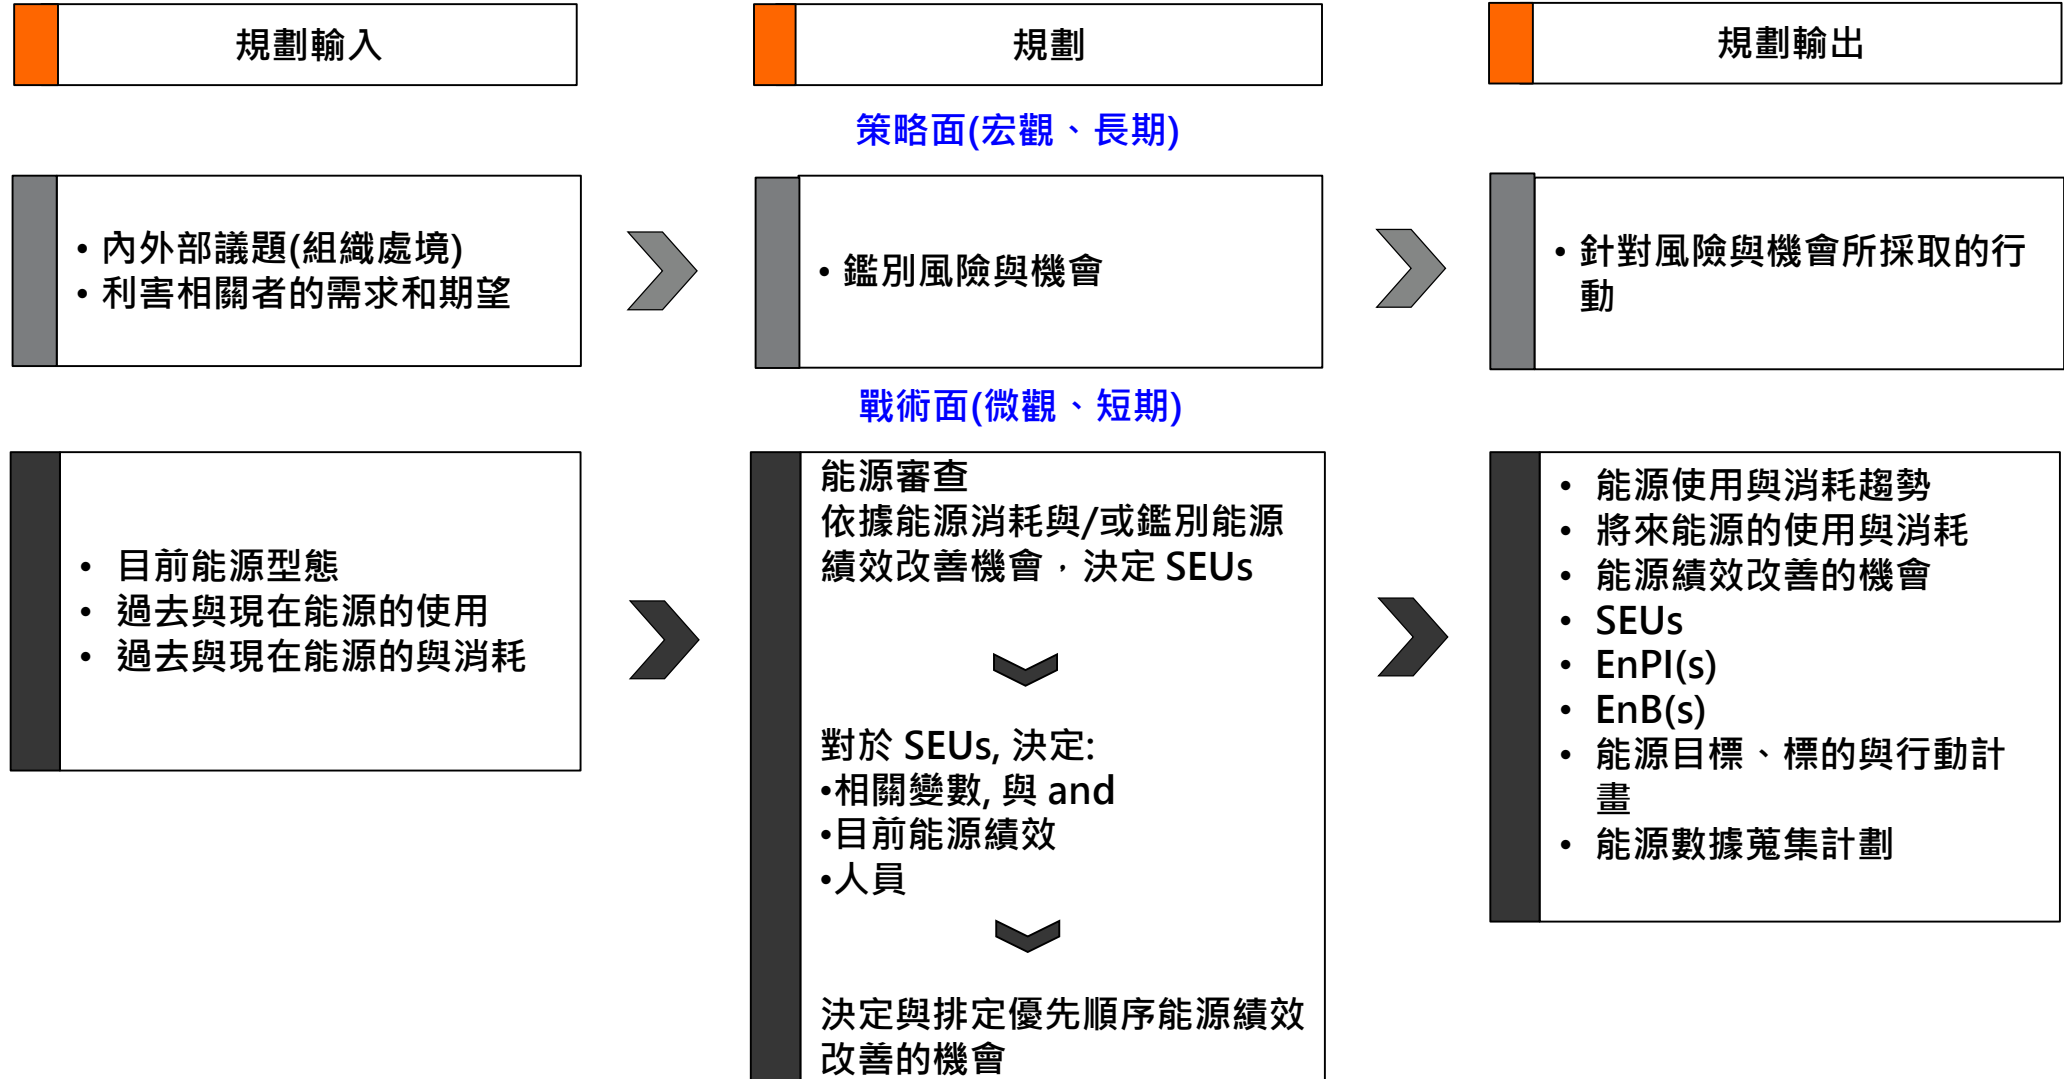 規劃輸入
規劃
規劃輸出
策略面(宏觀、長期)
• 內外部議題(組織處境)
• 利害相關者的需求和期望
• 鑑別風險與機會
• 針對風險與機會所採取的行
動
戰術面(微觀、短期)
• 目前能源型態
• 過去與現在能源的使用
• 過去與現在能源的與消耗
能源審查
依據能源消耗與/或鑑別能源
績效改善機會，決定 SEUs
對於 SEUs, 決定:
•相關變數, 與 and
•目前能源績效
•人員
決定與排定優先順序能源績效
改善的機會
• 能源使用與消耗趨勢
• 將來能源的使用與消耗
• 能源績效改善的機會
• SEUs
• EnPI(s)
• EnB(s)
• 能源目標、標的與行動計
畫
• 能源數據蒐集計劃